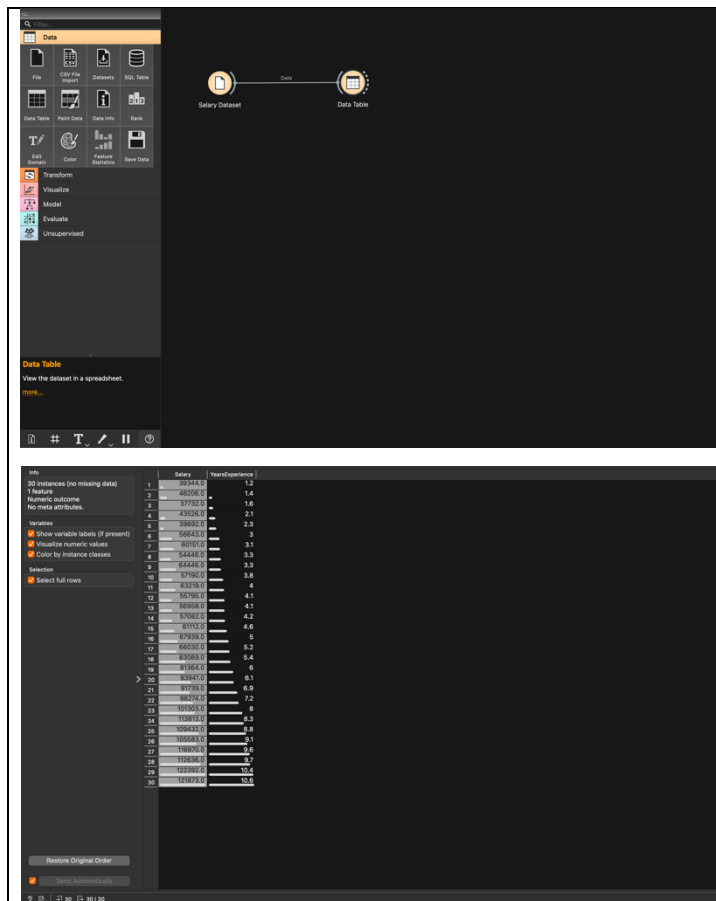 Filter...
Data
File
CSV File Import
Datasets
SQL Table
Data Table
Paint Data
Data Info
Rank
Edit Domain
Color
Feature Statistics
Save Data
Transform
Visualize
Model
Evaluate
Unsupervised
Data Table
View the dataset in a spreadsheet.
more...
Data
Salary Dataset
Data Table
Info
30 instances (no missing data)
1 feature
Numeric outcome
No meta attributes.
Variables
Show variable labels (if present)
Visualize numeric values
Color by instance classes
Selection
Select full rows
Restore Original Order
Send Automatically
30 30 | 30
Salary YearsExperience
1 39344.0 1.2
2 46206.0 1.4
3 37732.0 1.6
4 43526.0 2.1
5 39892.0 2.3
6 56643.0 3
7 60151.0 3.1
8 54446.0 3.3
9 64446.0 3.3
10 57190.0 3.8
11 63219.0 4
12 55795.0 4.1
13 56958.0 4.1
14 57082.0 4.2
15 61112.0 4.6
16 67939.0 5
17 66030.0 5.2
18 83089.0 5.4
19 81364.0 6
20 93941.0 6.1
21 91739.0 6.9
22 98274.0 7.2
23 101303.0 8
24 113813.0 8.3
25 109432.0 8.8
26 105583.0 9.1
27 116970.0 9.6
28 112636.0 9.7
29 122392.0 10.4
30 121873.0 10.6